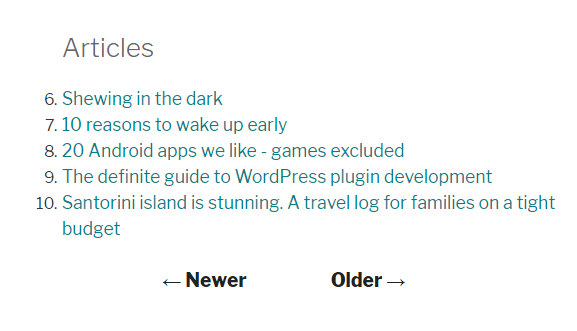 Articles
6. Shewing in the dark
7. 10 reasons to wake up early
8. 20 Android apps we like - games excluded
9. The definite guide to WordPress plugin development
10. Santorini island is stunning. A travel log for families on a tight
budget
← Newer Older →